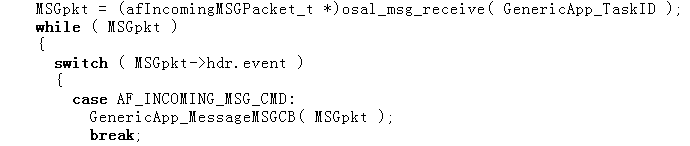 MSGpkt = (afIncomingMSGPacket_t *)osal_msg_receive( GenericApp_TaskID );
while ( MSGpkt )
{
switch ( MSGpkt->hdr.event )
{
case AF_INCOMING_MSG_CMD:
GenericApp_MessageMSGCB( MSGpkt );
break;